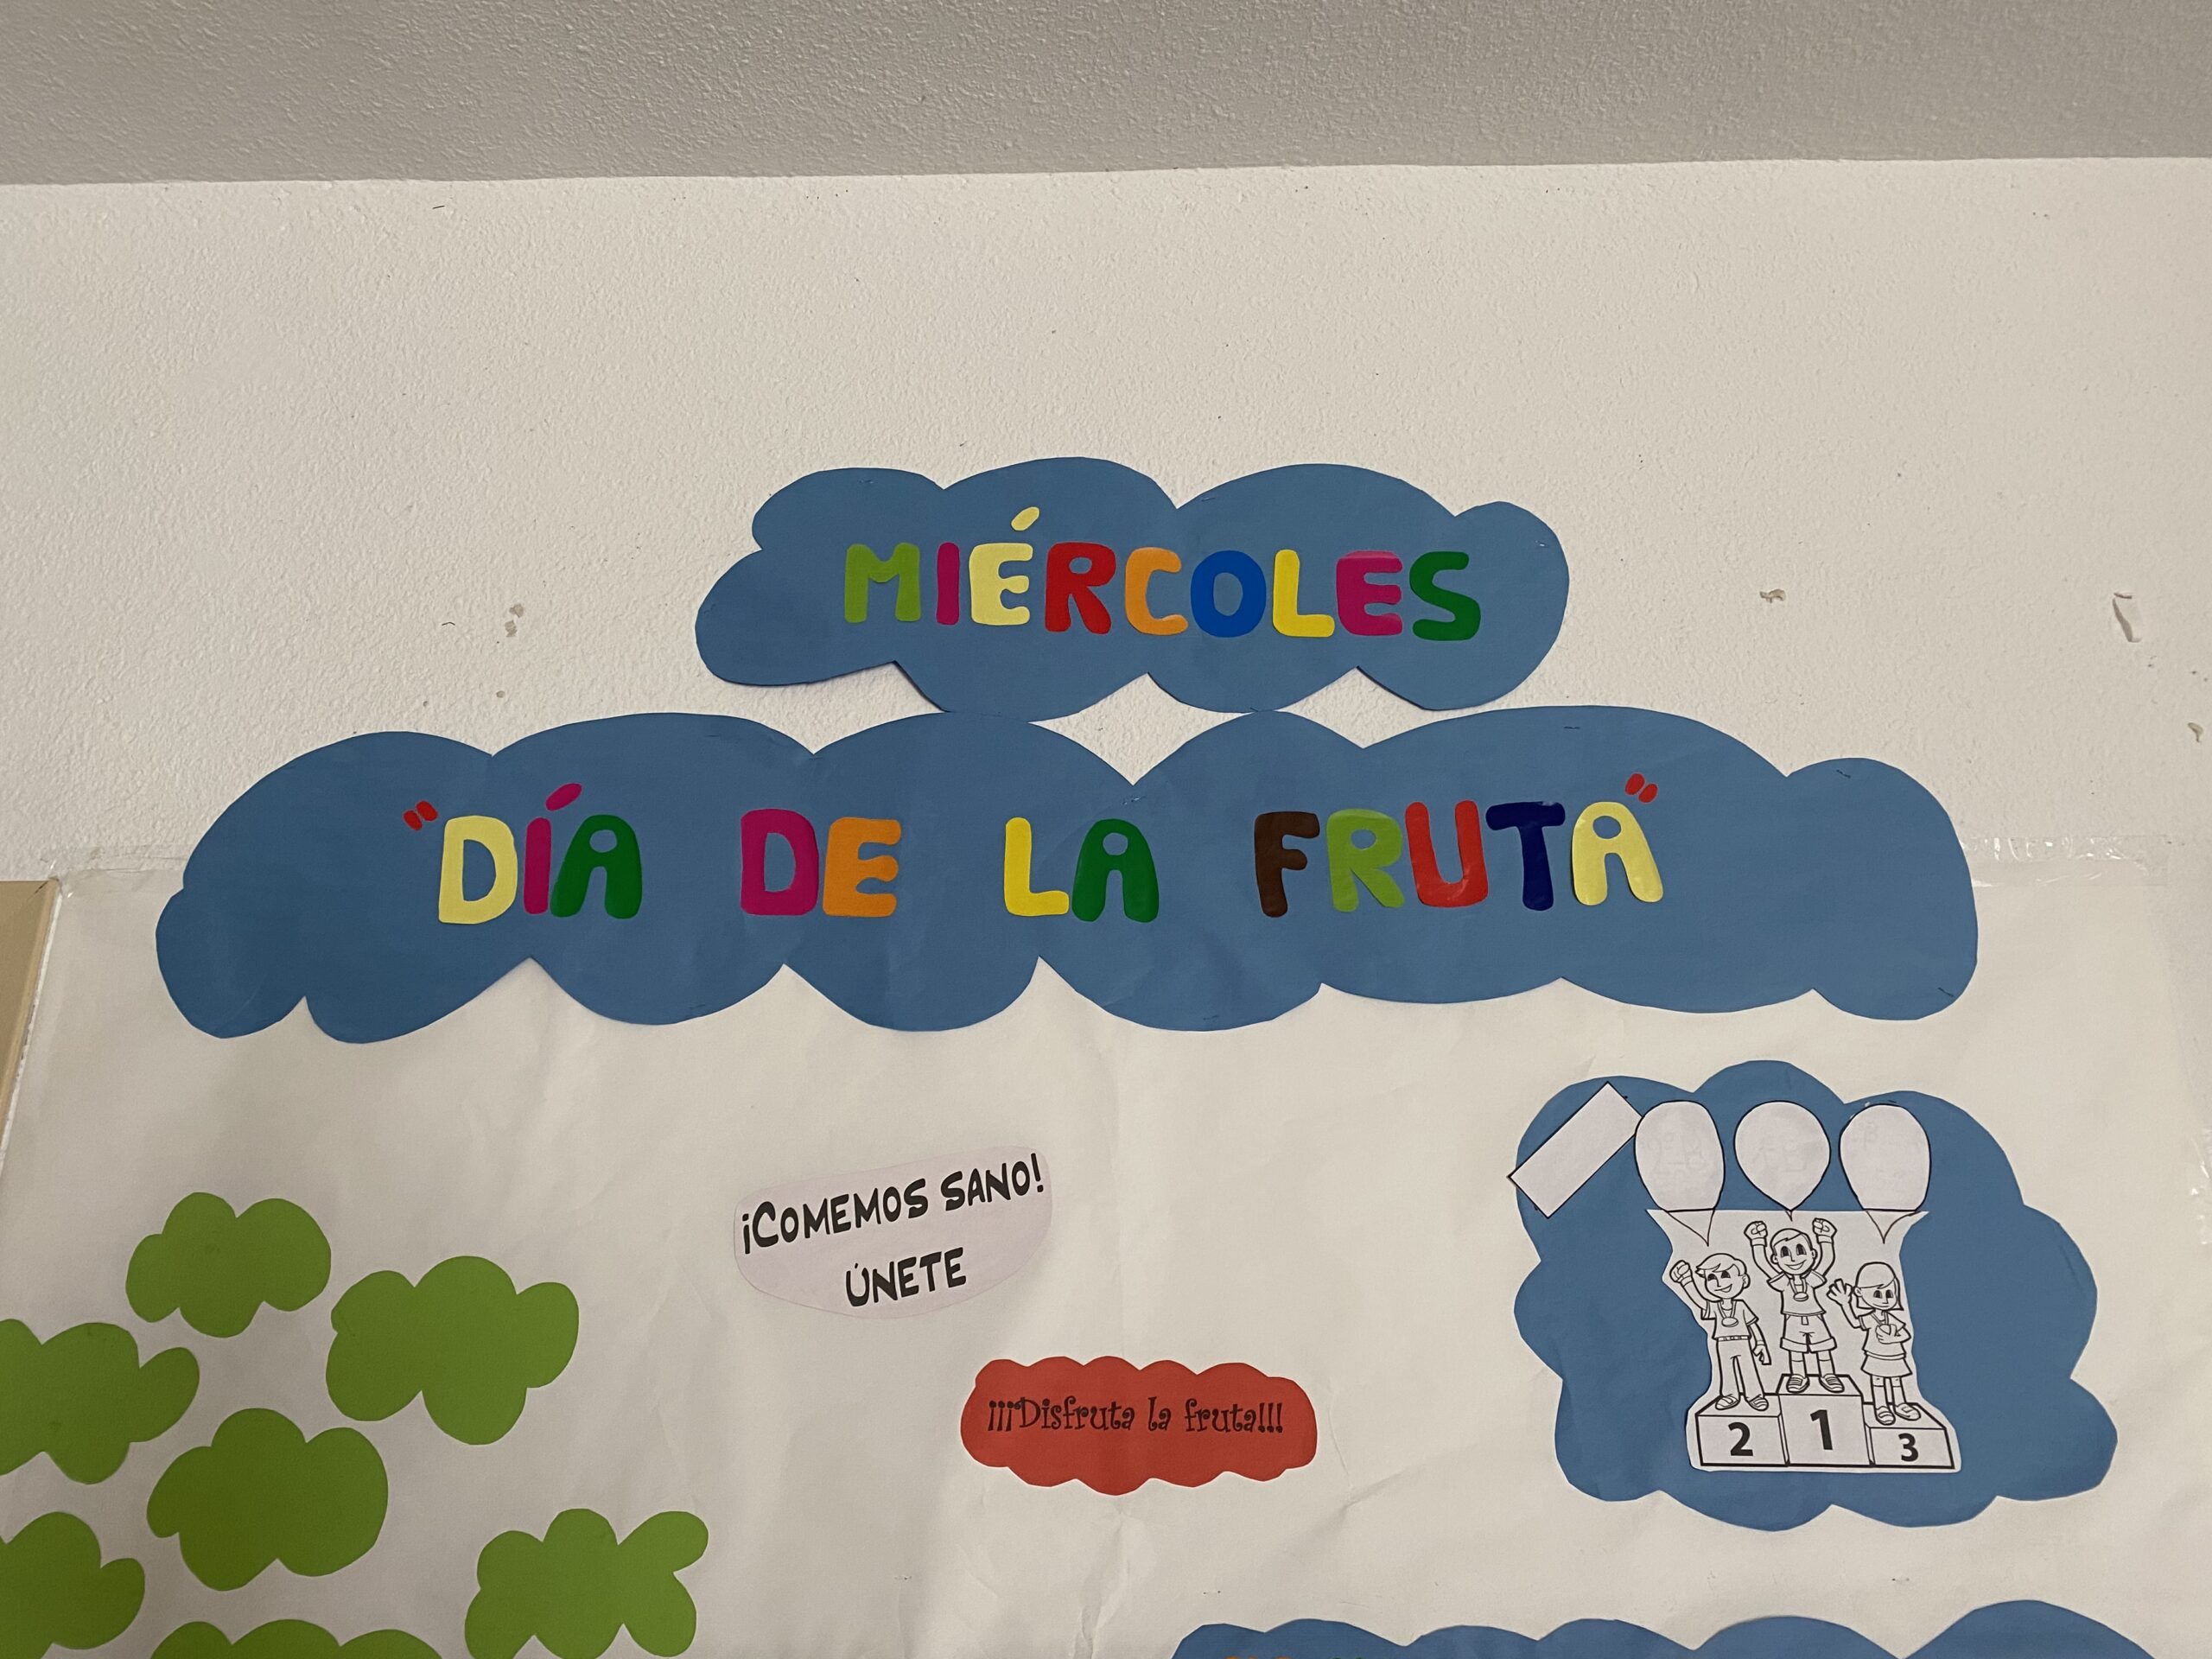 MIÉRCOLES
"DÍA DE LA FRUTA"
¡COMEMOS SANO!
ÚNETE
¡¡¡Disfruta la fruta!!!
2 1 3